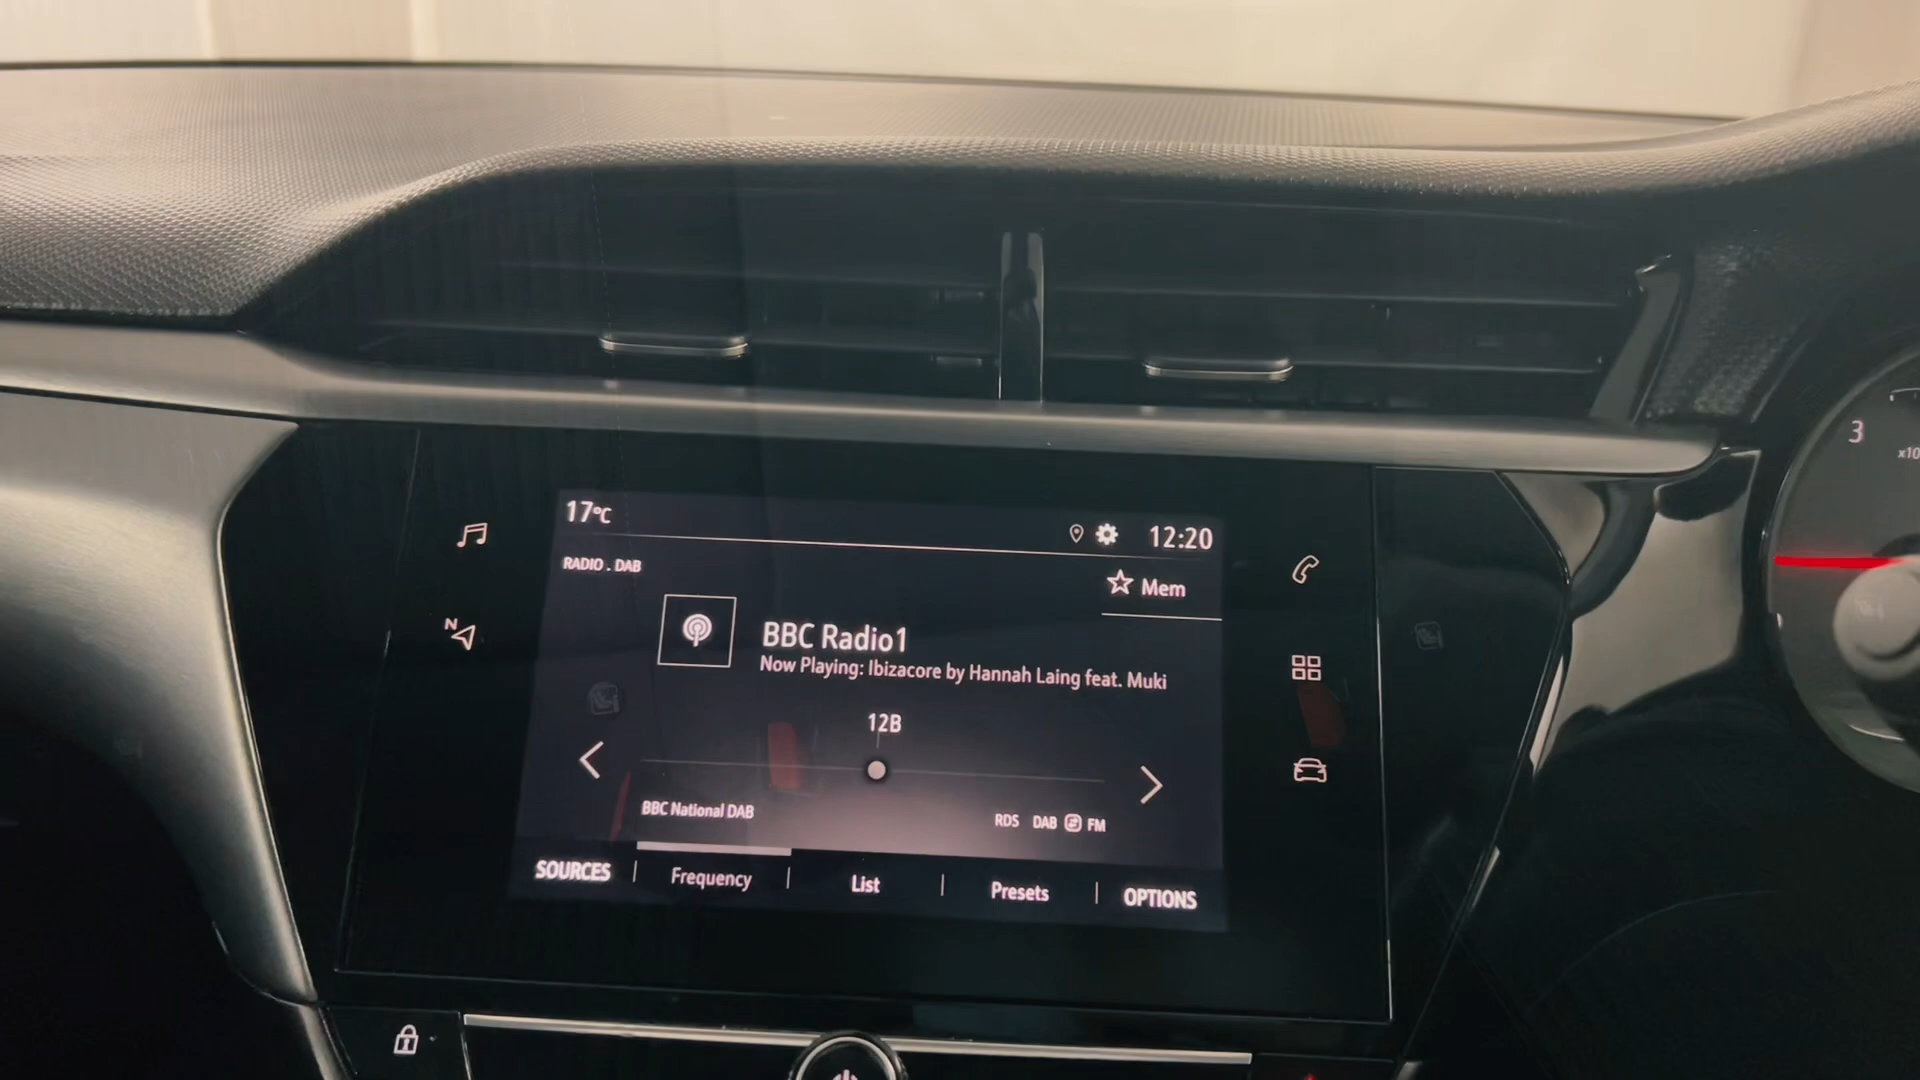 17°C
12:20
RADIO . DAB
Mem
BBC Radio1
Now Playing: Ibizacore by Hannah Laing feat. Muki
N
12B
BBC National DAB
RDS DAB FM
SOURCES Frequency List Presets OPTIONS
3